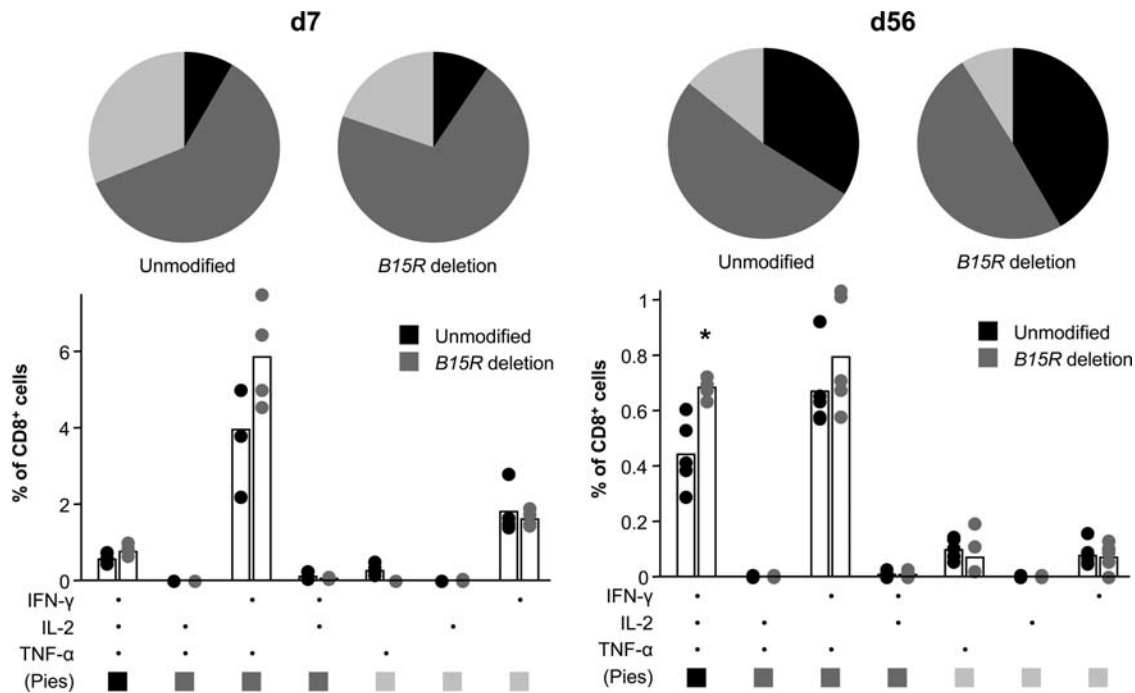 d7
d56
Unmodified
B15R deletion
Unmodified
B15R deletion
% of CD8⁺ cells
6
4
2
0
Unmodified
B15R deletion
% of CD8⁺ cells
1
0.8
0.6
0.4
0.2
0
*
Unmodified
B15R deletion
IFN-γ
IL-2
TNF-α
(Pies)
IFN-γ
IL-2
TNF-α
(Pies)